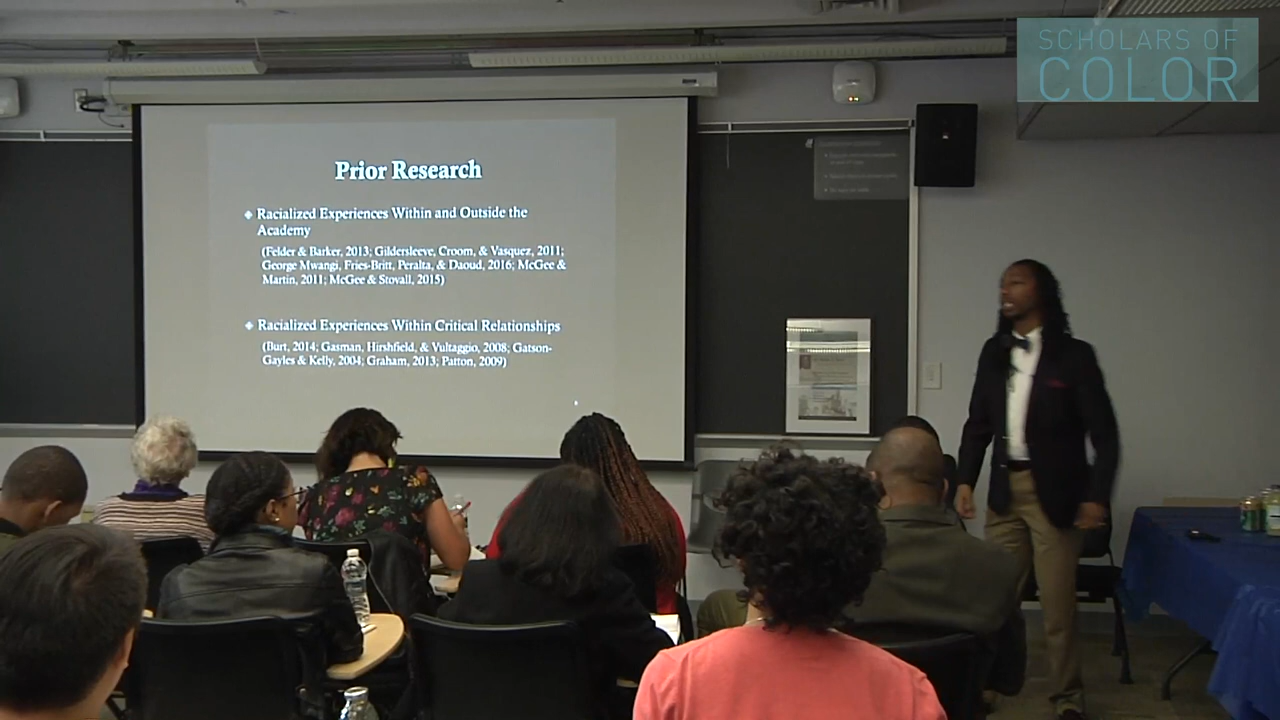 SCHOLARS OF
COLOR
Prior Research
❖ Racialized Experiences Within and Outside the
Academy
(Felder & Barker, 2013; Gildersleeve, Croom, & Vasquez, 2011;
George Mwangi, Fries-Britt, Peralta, & Daoud, 2016; McGee &
Martin, 2011; McGee & Stovall, 2015)
❖ Racialized Experiences Within Critical Relationships
(Burt, 2014; Gasman, Hirshfield, & Vultaggio, 2008; Gatson-
Gayles & Kelly, 2004; Graham, 2013; Patton, 2009)